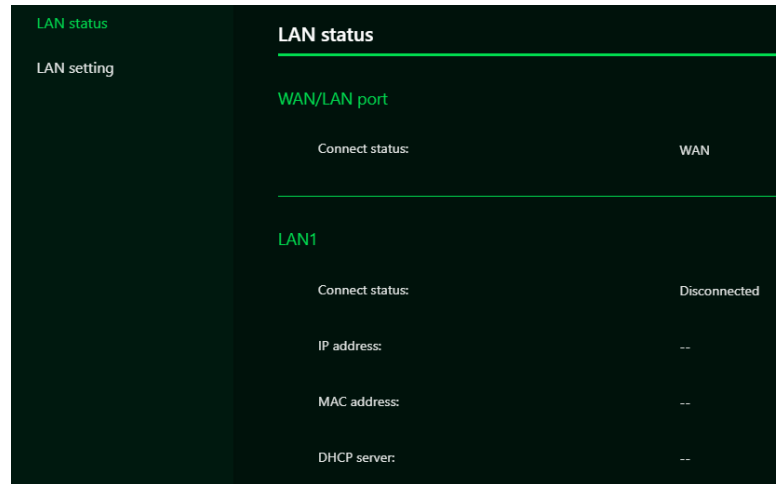 LAN status
LAN setting
LAN status
WAN/LAN port
Connect status: WAN
LAN1
Connect status: Disconnected
IP address: --
MAC address: --
DHCP server: --